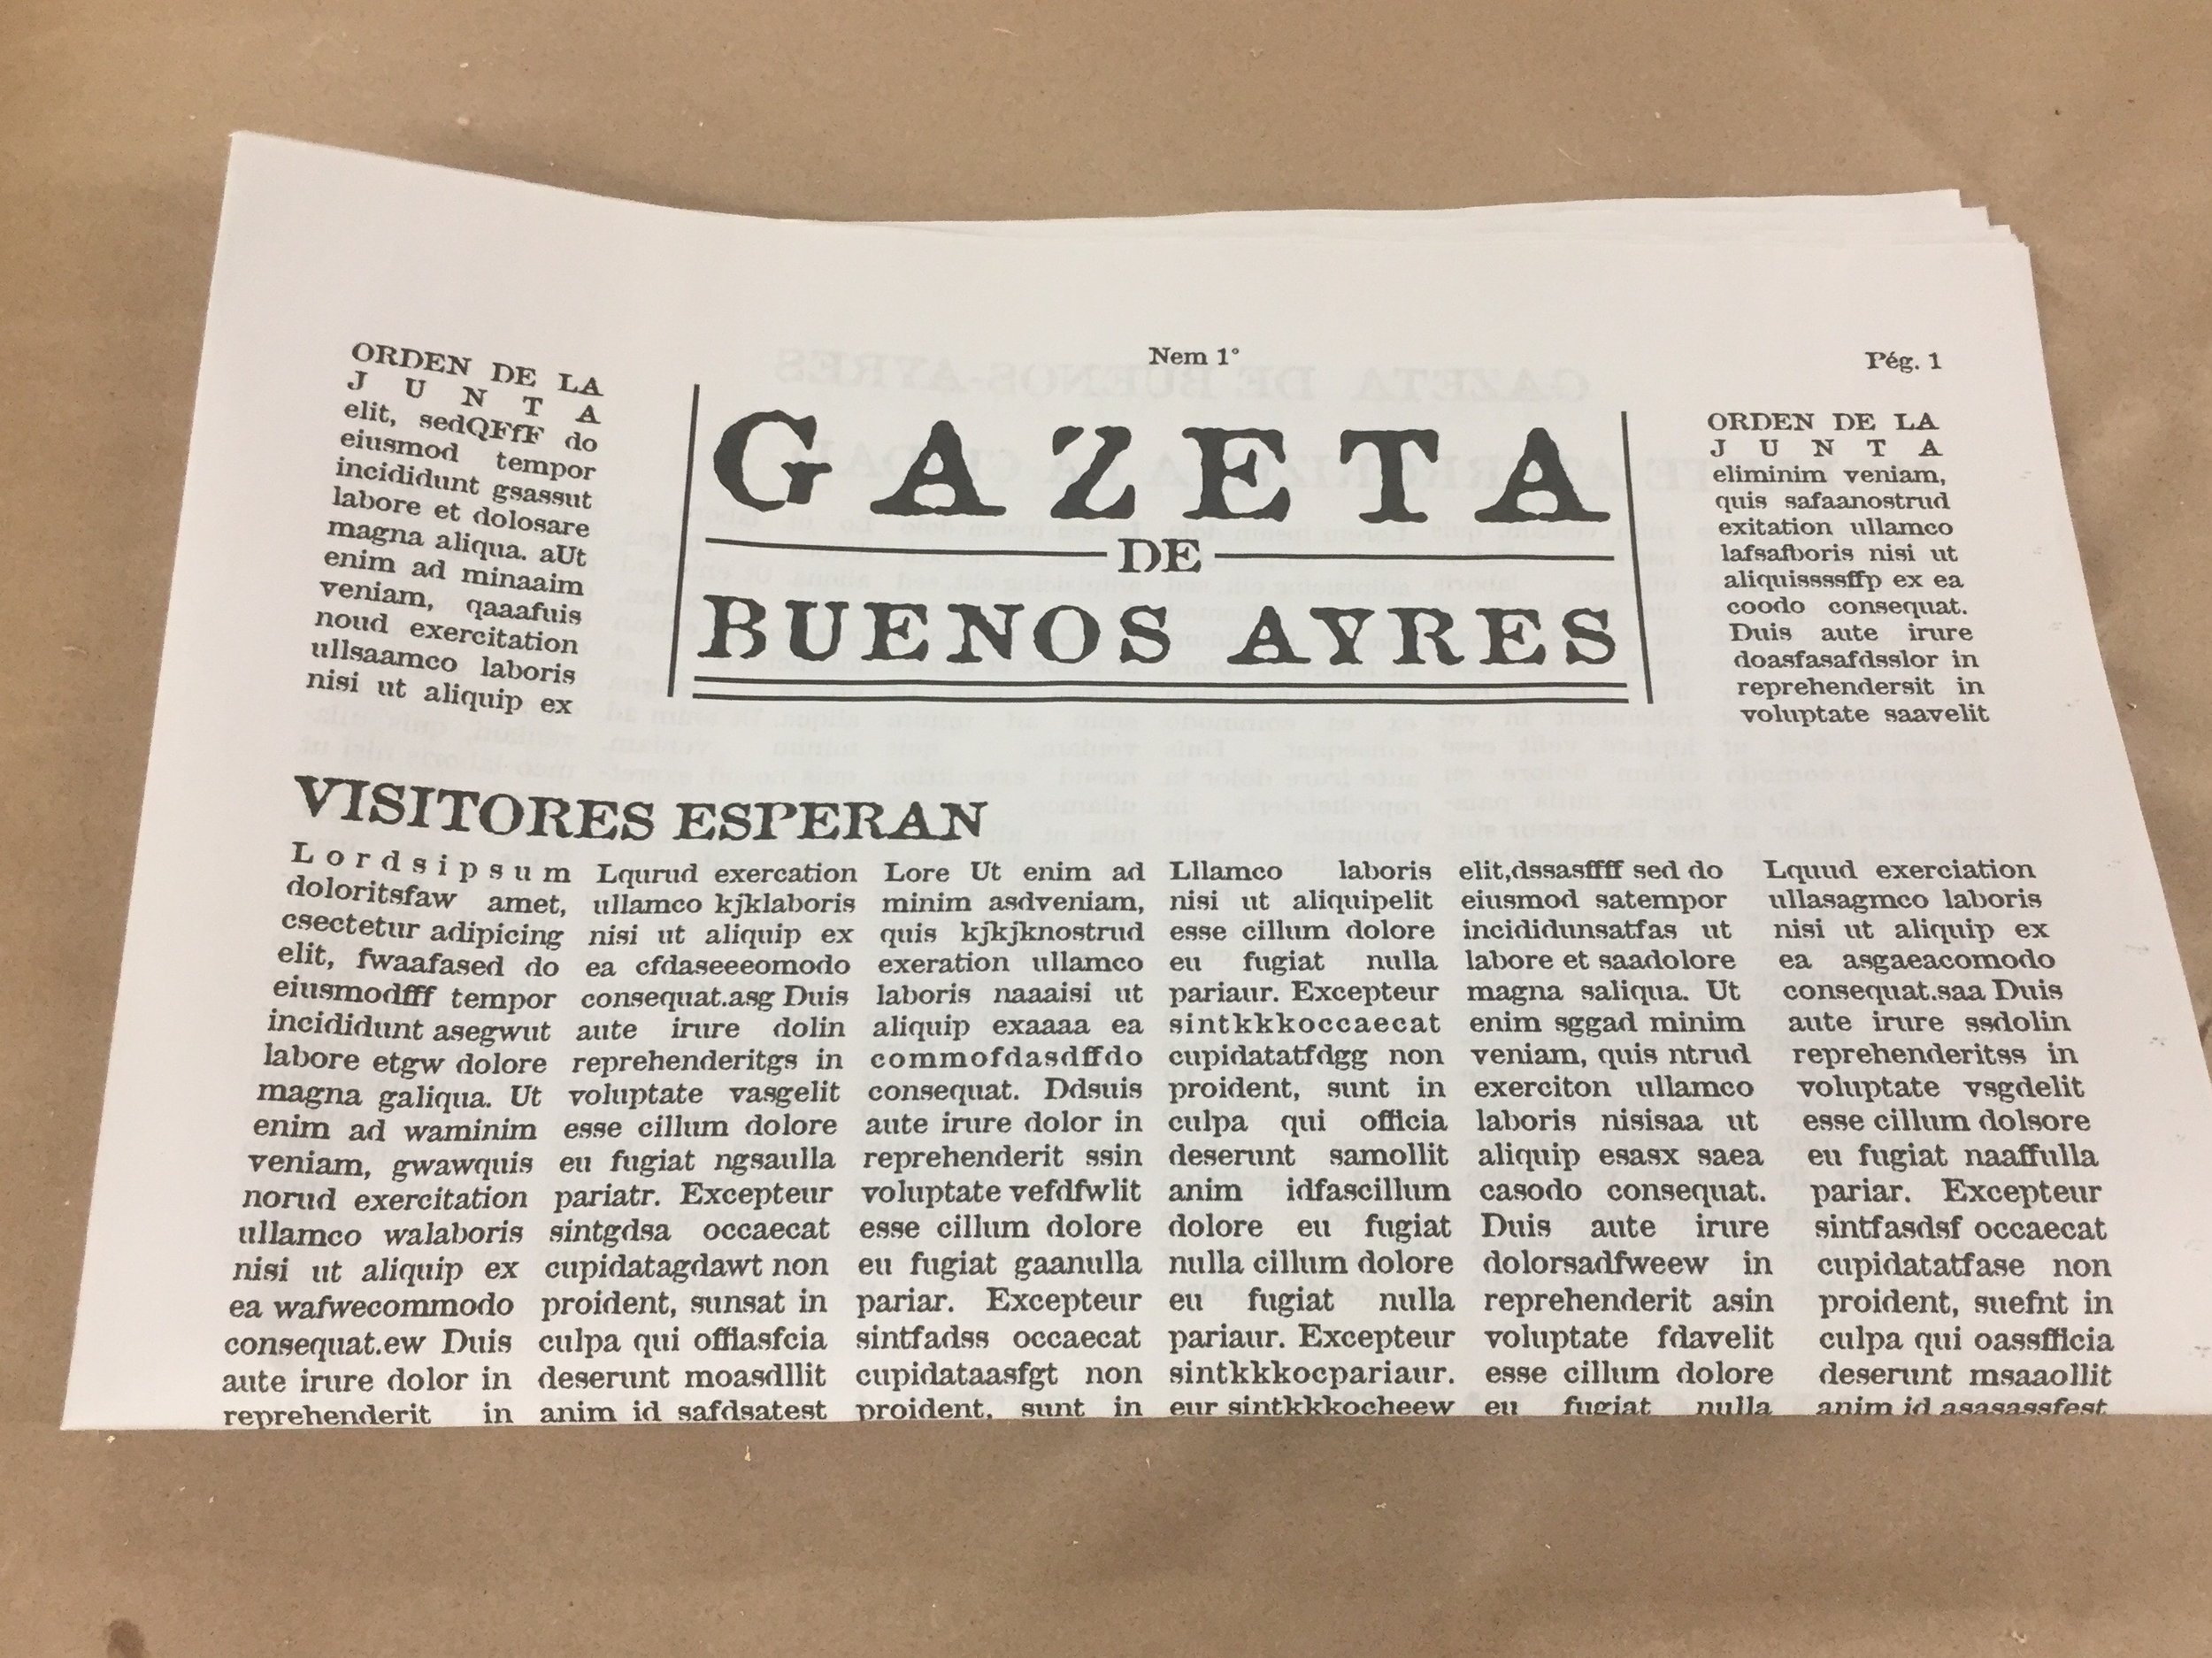 ORDEN DE LA
J U N T A
elit, sedQFfF do
eiusmod tempor
incididunt gsassut
labore et dolosare
magna aliqua. aUt
enim ad minaaim
veniam, qaaafuis
noud exercitation
ullsaamco laboris
nisi ut aliquip ex
Nem 1°
GAZETA
DE
BUENOS AYRES
Pég. 1
ORDEN DE LA
J U N T A
eliminim veniam,
quis safaanostrud
exitation ullamco
lafsafboris nisi ut
aliquissssffp ex ea
coodo consequat.
Duis aute irure
doasfasafdsslor in
reprehendersit in
voluptate saavelit
VISITORES ESPERAN
L o r d s i p s u m
doloritsfaw amet,
csectetur adipicing
elit, fwaafased do
eiusmodfff tempor
incididunt asegwut
labore etgw dolore
magna galiqua. Ut
enim ad waminim
veniam, gwawquis
norud exercitation
ullamco walaboris
nisi ut aliquip ex
ea wafwecommodo
consequat.ew Duis
aute irure dolor in
reprehenderit in
Lqurud exercation
ullamco kjklaboris
nisi ut aliquip ex
ea cfdaseeeomodo
consequat.asg Duis
aute irure dolin
reprehenderitgs in
voluptate vasgelit
esse cillum dolore
eu fugiat ngsaulla
pariatr. Excepteur
sintgdsa occaecat
cupidatagdawt non
proident, sunsat in
culpa qui offiasfcia
deserunt moasdllit
anim id safdsatest
Lore Ut enim ad
minim asdveniam,
quis kjkjknostrud
exeration ullamco
laboris naaaisi ut
aliquip exaaaa ea
commofdasdffdo
consequat. Ddsuis
aute irure dolor in
reprehenderit ssin
voluptate vefdfwlit
esse cillum dolore
eu fugiat gaanulla
pariar. Excepteur
sintfadss occaecat
cupidataasfgt non
proident, sunt in
Lllamco laboris
nisi ut aliquipelit
esse cillum dolore
eu fugiat nulla
pariaur. Excepteur
sintkkkoccaecat
cupidatatfdgg non
proident, sunt in
culpa qui officia
deserunt samollit
anim idfascillum
dolore eu fugiat
nulla cillum dolore
eu fugiat nulla
pariaur. Excepteur
sintkkkocpariaur.
eur sintkkkocheew
elit,dssasffff sed do
eiusmod satempor
incididunsatfas ut
labore et saadolore
magna saliqua. Ut
enim sggad minim
veniam, quis ntrud
exerciton ullamco
laboris nisisaa ut
aliquip esasx saea
casodo consequat.
Duis aute irure
dolorsadfweew in
reprehenderit asin
voluptate fdavelit
esse cillum dolore
eu fugiat nulla
Lquud exerciation
ullasagmco laboris
nisi ut aliquip ex
ea asgaeacomodo
consequat.saa Duis
aute irure ssdolin
reprehenderitss in
voluptate vsgdelit
esse cillum dolsore
eu fugiat naaffulla
pariar. Excepteur
sintfasdsf occaecat
cupidatatfase non
proident, suefnt in
culpa qui oassfficia
deserunt msaaollit
anim id asasassfest